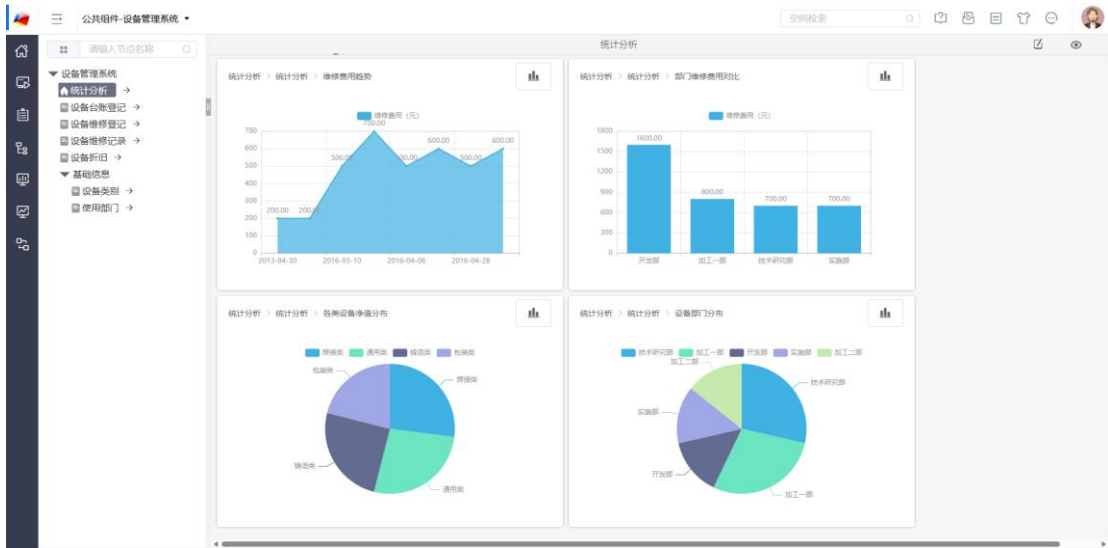 公共组件-设备管理系统
空间检索
请输入节点名称
统计分析
设备管理系统
统计分析
设备台账登记
设备维修登记
设备维修记录
设备折旧
基础信息
设备类别
使用部门
统计分析 > 统计分析 > 维修费用趋势
维修费用（元）
700.00
700
600
500
400
300
200
100
0
600.00 600.00
500.00 500.00 500.00
200.00 200.00
2013-04-30 2016-03-10 2016-04-06 2016-04-28
统计分析 > 统计分析 > 部门维修费用对比
维修费用（元）
1800
1500
1200
900
600
300
0
1600.00
800.00
700.00
700.00
开发部 加工一部 技术研究部 实施部
统计分析 > 统计分析 > 各类设备净值分布
焊接类 通用类 铸造类 包装类
包装类
焊接类
铸造类
通用类
统计分析 > 统计分析 > 设备部门分布
技术研究部 加工一部 开发部 实施部 加工二部
加工二部
技术研究部
实施部
开发部
加工一部